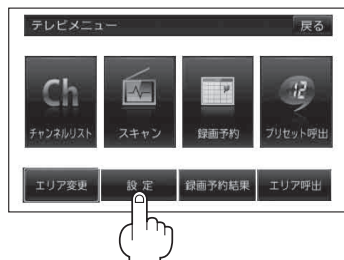 テレビメニュー 戻る
Ch 12
チャンネルリスト スキャン 録画予約 プリセット呼出
エリア変更 設定 録画予約結果 エリア呼出